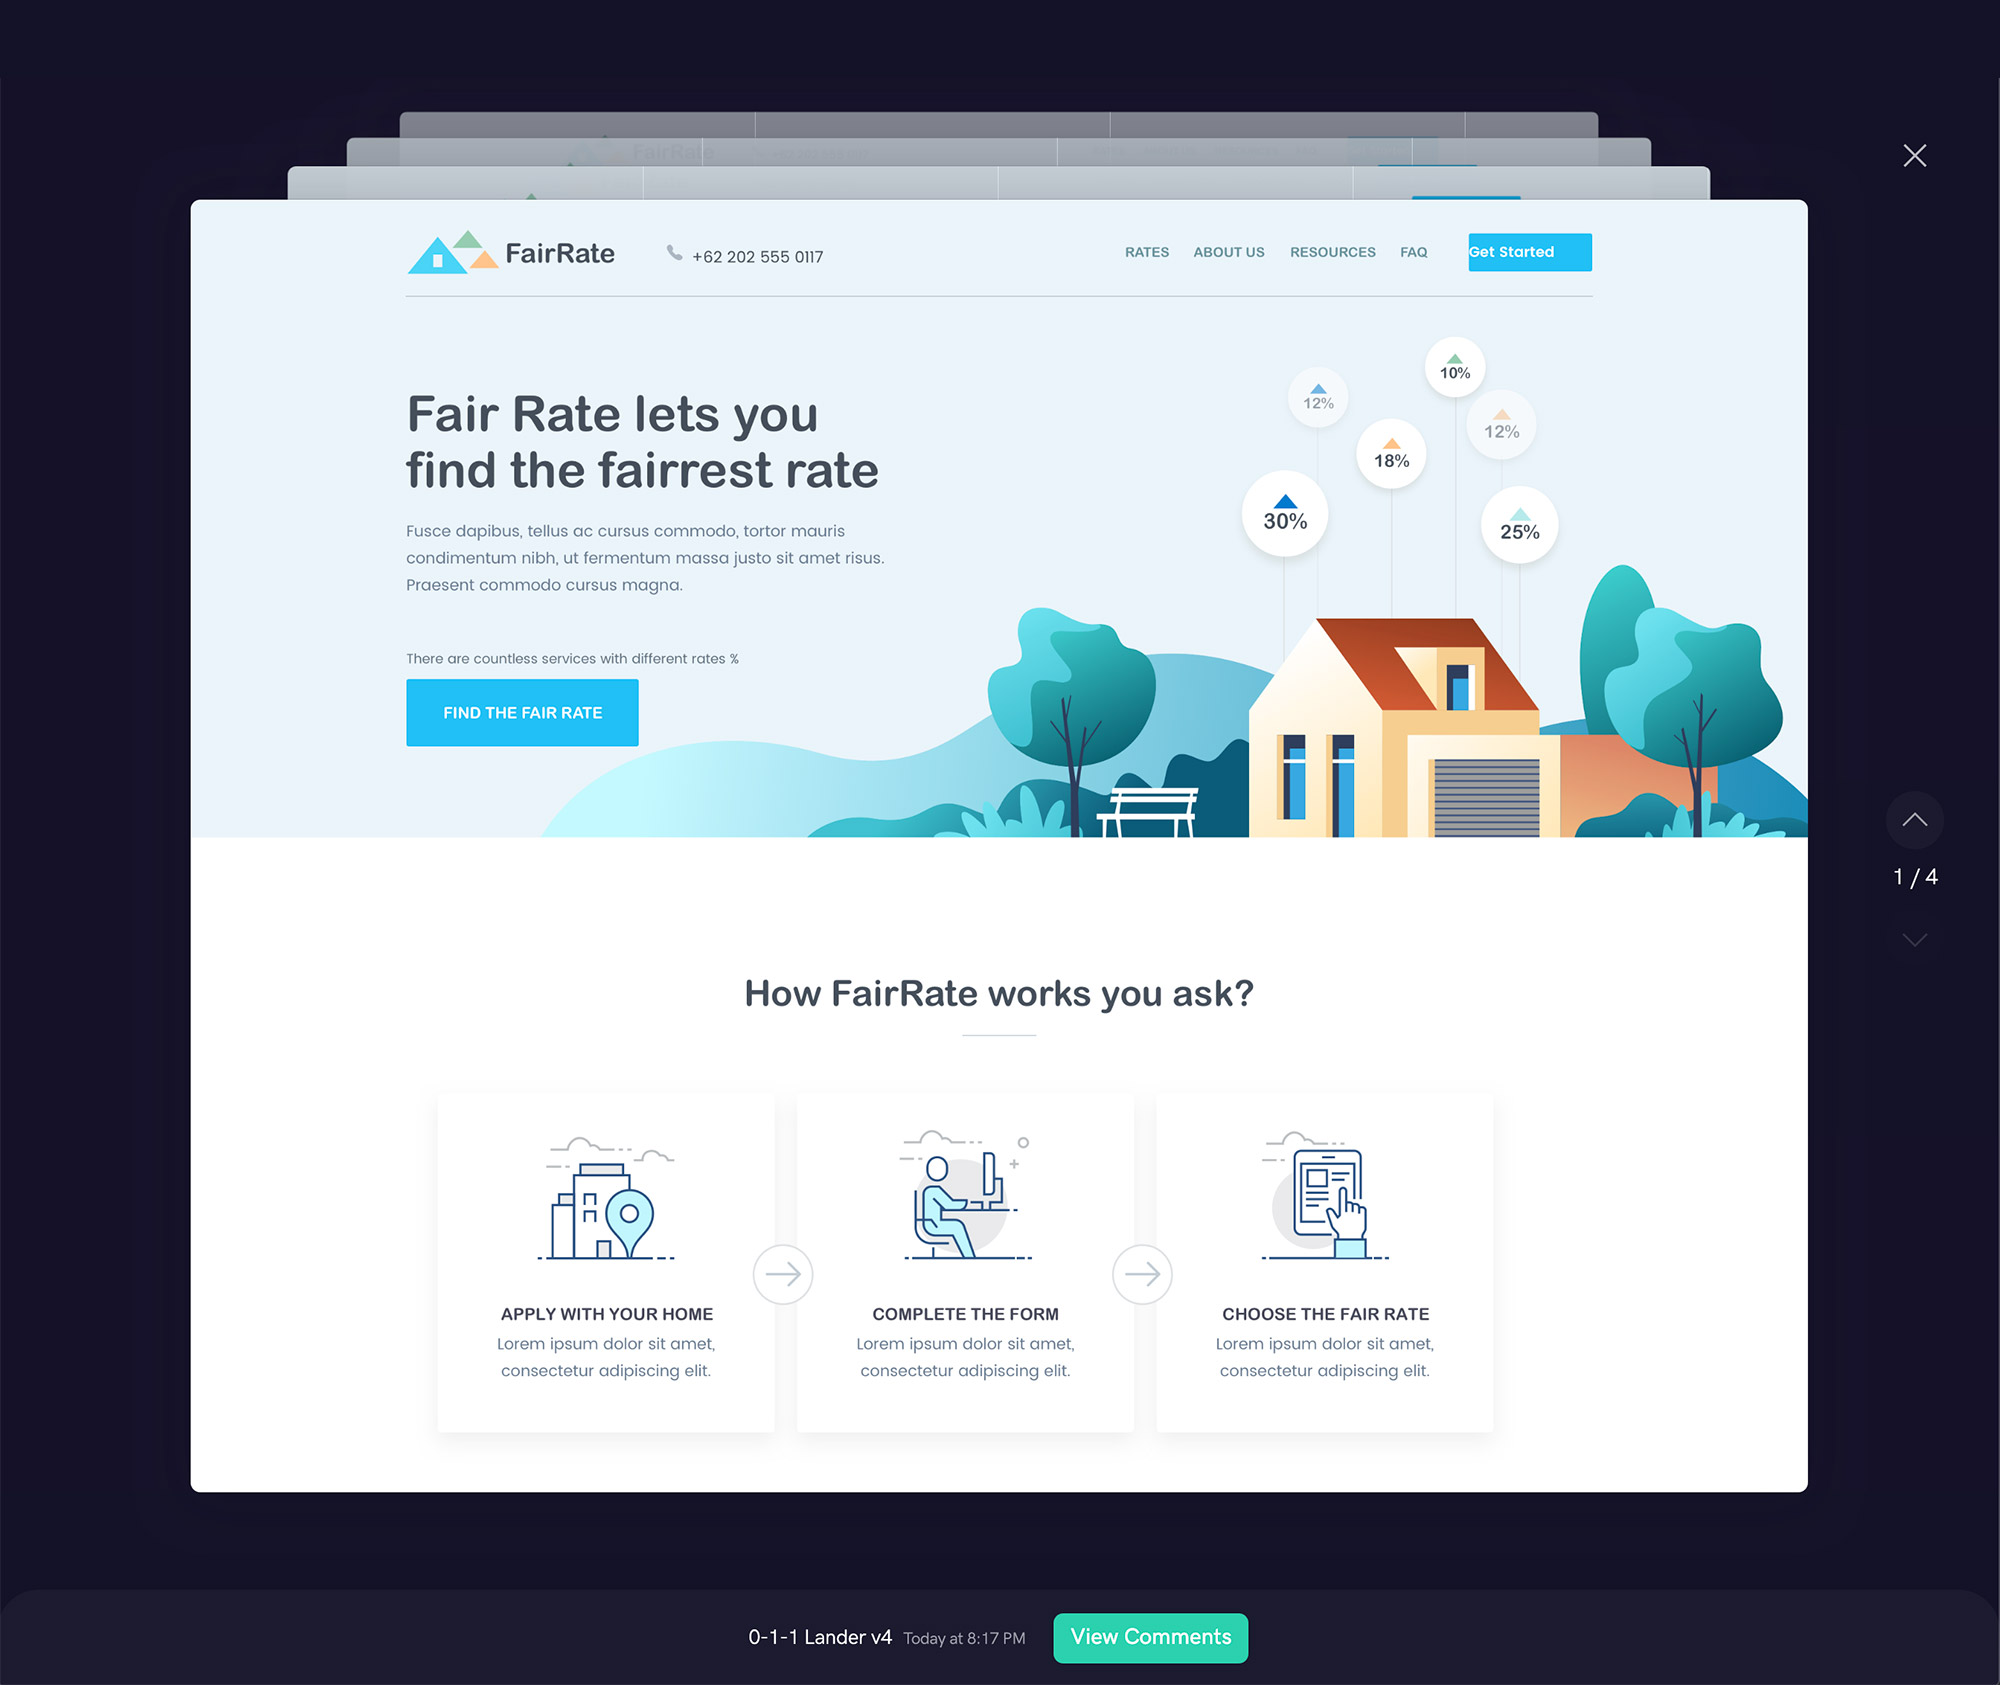 FairRate
+62 202 555 0117
RATES ABOUT US RESOURCES FAQ Get Started
Fair Rate lets you
find the fairrest rate
Fusce dapibus, tellus ac cursus commodo, tortor mauris
condimentum nibh, ut fermentum massa justo sit amet risus.
Praesent commodo cursus magna.
There are countless services with different rates %
FIND THE FAIR RATE
10%
12%
12%
18%
30%
25%
1 / 4
How FairRate works you ask?
APPLY WITH YOUR HOME
Lorem ipsum dolor sit amet,
consectetur adipiscing elit.
COMPLETE THE FORM
Lorem ipsum dolor sit amet,
consectetur adipiscing elit.
CHOOSE THE FAIR RATE
Lorem ipsum dolor sit amet,
consectetur adipiscing elit.
0-1-1 Lander v4 Today at 8:17 PM View Comments